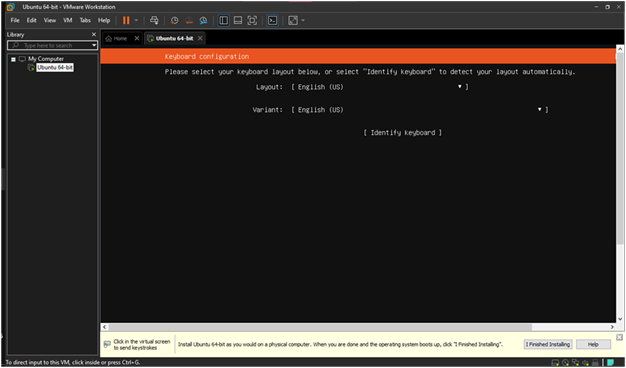 Ubuntu 64-bit - VMware Workstation
File Edit View VM Tabs Help
Library
Type here to search
My Computer
Ubuntu 64-bit
Home
Ubuntu 64-bit
Keyboard configuration
Please select your keyboard layout below, or select "Identify keyboard" to detect your layout automatically.
Layout: [ English (US) ▼ ]
Variant: [ English (US) ▼ ]
[ Identify keyboard ]
Click in the virtual screen
to send keystrokes
Install Ubuntu 64-bit as you would on a physical computer. When you are done and the operating system boots up, click "I Finished Installing".
I Finished Installing
Help
To direct input to this VM, click inside or press Ctrl+G.